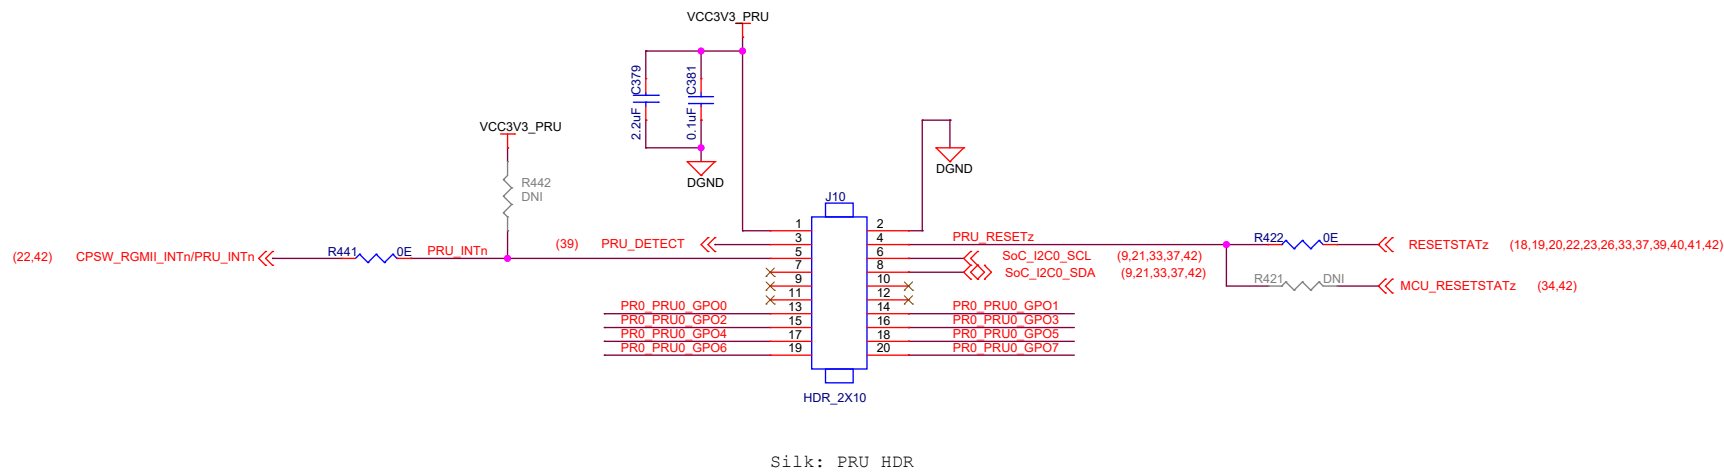 VCC3V3_PRU
C379
2.2uF
C381
0.1uF
DGND
DGND
VCC3V3_PRU
R442
DNI
J10
1 2
3 4
5 6
7 8
9 10
11 12
13 14
15 16
17 18
19 20
HDR_2X10
(22,42) CPSW_RGMII_INTn/PRU_INTn R441 0E PRU_INTn
(39) PRU_DETECT
PRU_RESETz R422 0E RESETSTATz (18,19,20,22,23,26,33,37,39,40,41,42)
SoC_I2C0_SCL (9,21,33,37,42)
SoC_I2C0_SDA (9,21,33,37,42)
R421 DNI MCU_RESETSTATz (34,42)
PR0_PRU0_GPO0 PR0_PRU0_GPO1
PR0_PRU0_GPO2 PR0_PRU0_GPO3
PR0_PRU0_GPO4 PR0_PRU0_GPO5
PR0_PRU0_GPO6 PR0_PRU0_GPO7
Silk: PRU HDR